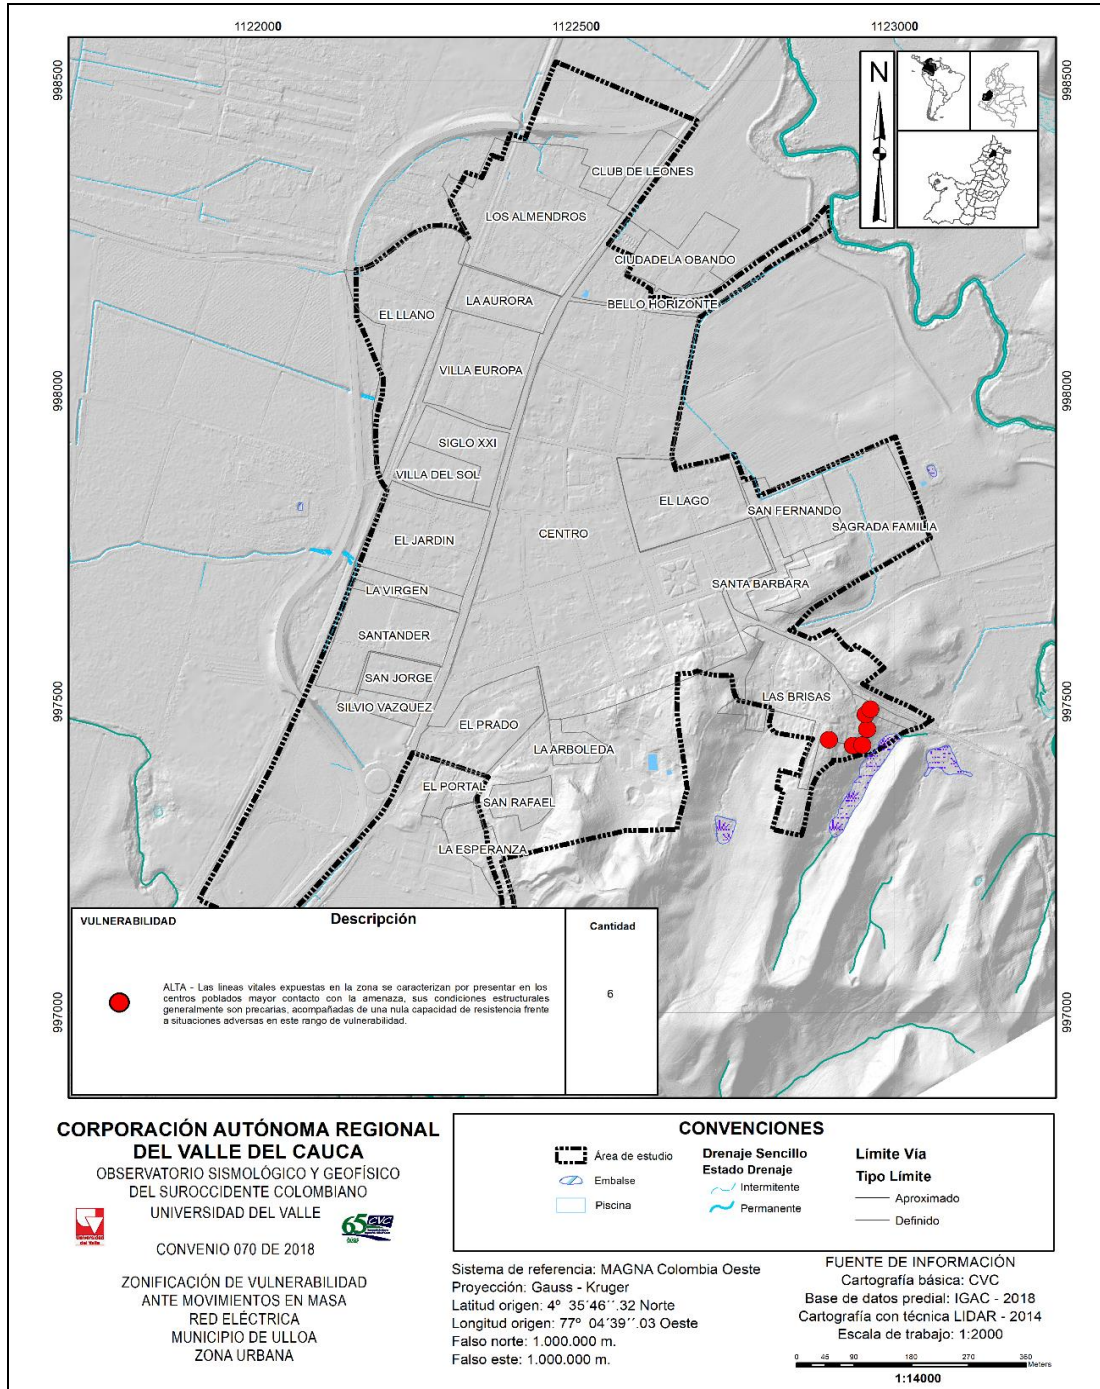 1122000
1122500
1123000
998500
998500
N
CLUB DE LEONES
LOS ALMENDROS
CIUDADELA OBANDO
LA AURORA
BELLO HORIZONTE
EL LLANO
VILLA EUROPA
998000
998000
SIGLO XXI
VILLA DEL SOL
EL LAGO
SAN FERNANDO
SAGRADA FAMILIA
CENTRO
EL JARDIN
SANTA BARBARA
LA VIRGEN
SANTANDER
SAN JORGE
SILVIO VAZQUEZ
LAS BRISAS
997500
997500
EL PRADO
LA ARBOLEDA
EL PORTAL
SAN RAFAEL
LA ESPERANZA
VULNERABILIDAD
Descripción
Cantidad
ALTA - Las lineas vitales expuestas en la zona se caracterizan por presentar en los
centros poblados mayor contacto con la amenaza, sus condiciones estructurales
generalmente son precarias, acompañadas de una nula capacidad de resistencia frente
a situaciones adversas en este rango de vulnerabilidad.
6
997000
997000
CORPORACIÓN AUTÓNOMA REGIONAL
DEL VALLE DEL CAUCA
OBSERVATORIO SISMOLÓGICO Y GEOFÍSICO
DEL SUROCCIDENTE COLOMBIANO
UNIVERSIDAD DEL VALLE
Universidad
del Valle
65 CVC
CONVENIO 070 DE 2018
ZONIFICACIÓN DE VULNERABILIDAD
ANTE MOVIMIENTOS EN MASA
RED ELÉCTRICA
MUNICIPIO DE ULLOA
ZONA URBANA
CONVENCIONES
Área de estudio
Embalse
Piscina
Drenaje Sencillo
Estado Drenaje
Intermitente
Permanente
Límite Vía
Tipo Límite
Aproximado
Definido
Sistema de referencia: MAGNA Colombia Oeste
Proyección: Gauss - Kruger
Latitud origen: 4º 35´46´´.32 Norte
Longitud origen: 77º 04´39´´.03 Oeste
Falso norte: 1.000.000 m.
Falso este: 1.000.000 m.
FUENTE DE INFORMACIÓN
Cartografía básica: CVC
Base de datos predial: IGAC - 2018
Cartografía con técnica LIDAR - 2014
Escala de trabajo: 1:2000
0 45 90 180 270 360
Meters
1:14000